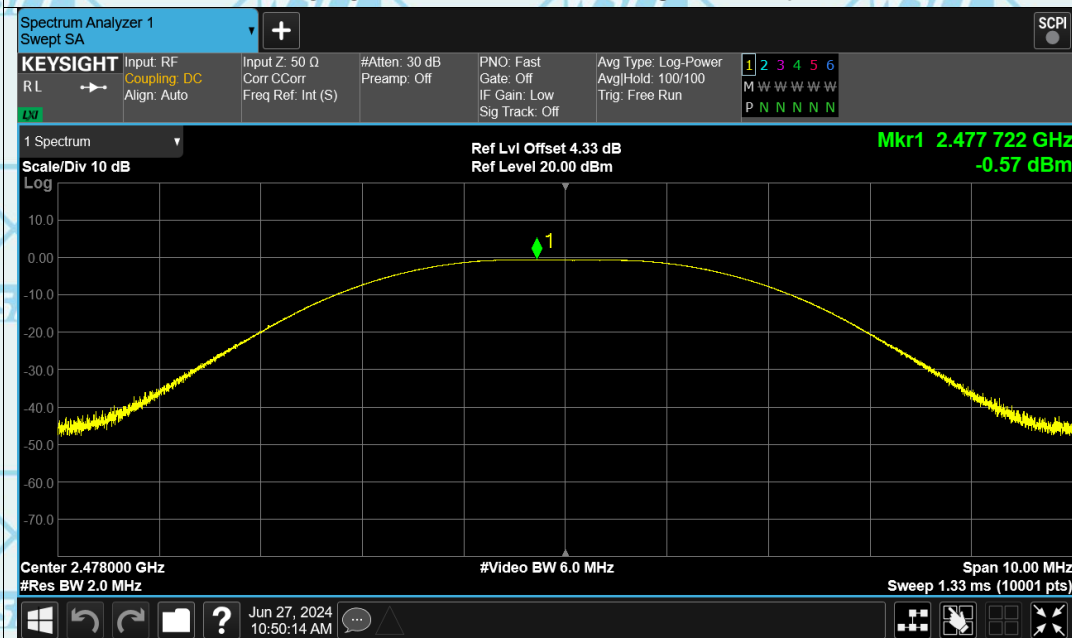 Spectrum Analyzer 1
Swept SA
+
SCPI
KEYSIGHT
RL
LXI
Input: RF
Coupling: DC
Align: Auto
Input Z: 50 Ω
Corr CCorr
Freq Ref: Int (S)
#Atten: 30 dB
Preamp: Off
PNO: Fast
Gate: Off
IF Gain: Low
Sig Track: Off
Avg Type: Log-Power
Avg|Hold: 100/100
Trig: Free Run
1 2 3 4 5 6
M W W W W W
P N N N N N
1 Spectrum
Scale/Div 10 dB
Ref Lvl Offset 4.33 dB
Ref Level 20.00 dBm
Mkr1 2.477 722 GHz
-0.57 dBm
Log
10.0
0.00
-10.0
-20.0
-30.0
-40.0
-50.0
-60.0
-70.0
1
Center 2.478000 GHz
#Res BW 2.0 MHz
#Video BW 6.0 MHz
Span 10.00 MHz
Sweep 1.33 ms (10001 pts)
?
Jun 27, 2024
10:50:14 AM